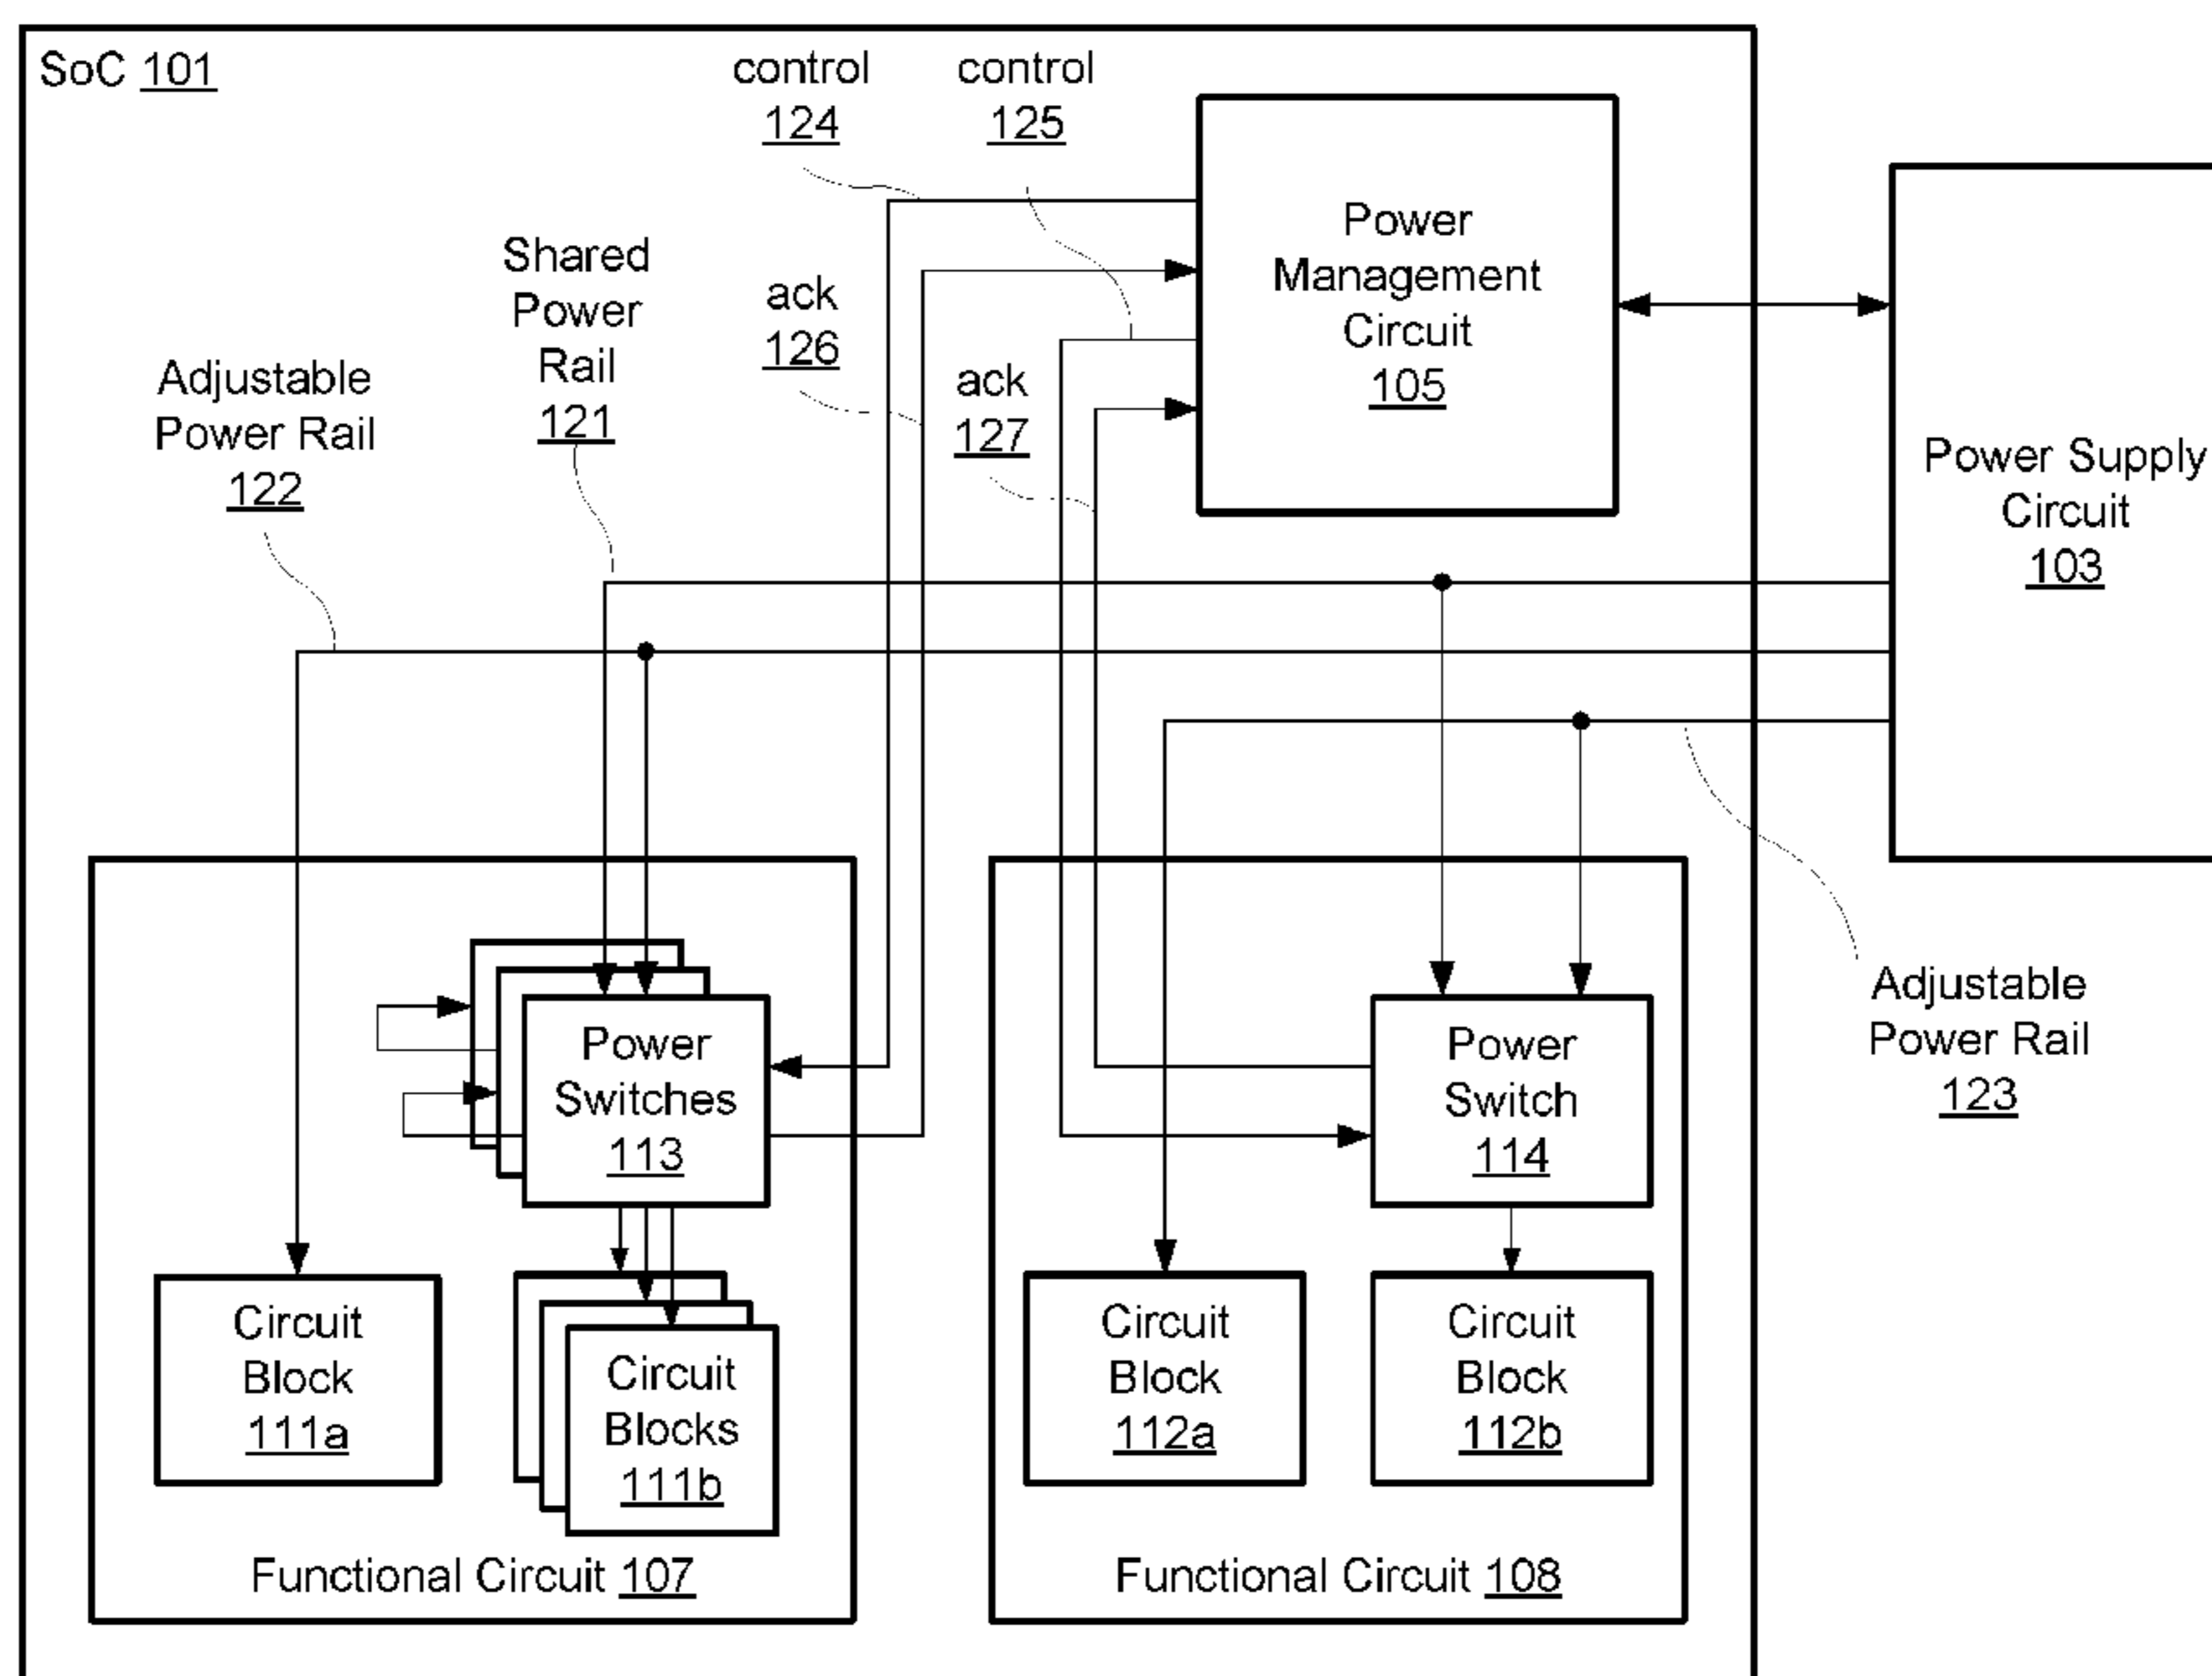 SoC 101
control
124
control
125
Shared
Power
Rail
121
ack
126
ack
127
Adjustable
Power Rail
122
Power
Management
Circuit
105
Power Supply
Circuit
103
Adjustable
Power Rail
123
Power
Switches
113
Power
Switch
114
Circuit
Block
111a
Circuit
Blocks
111b
Circuit
Block
112a
Circuit
Block
112b
Functional Circuit 107
Functional Circuit 108